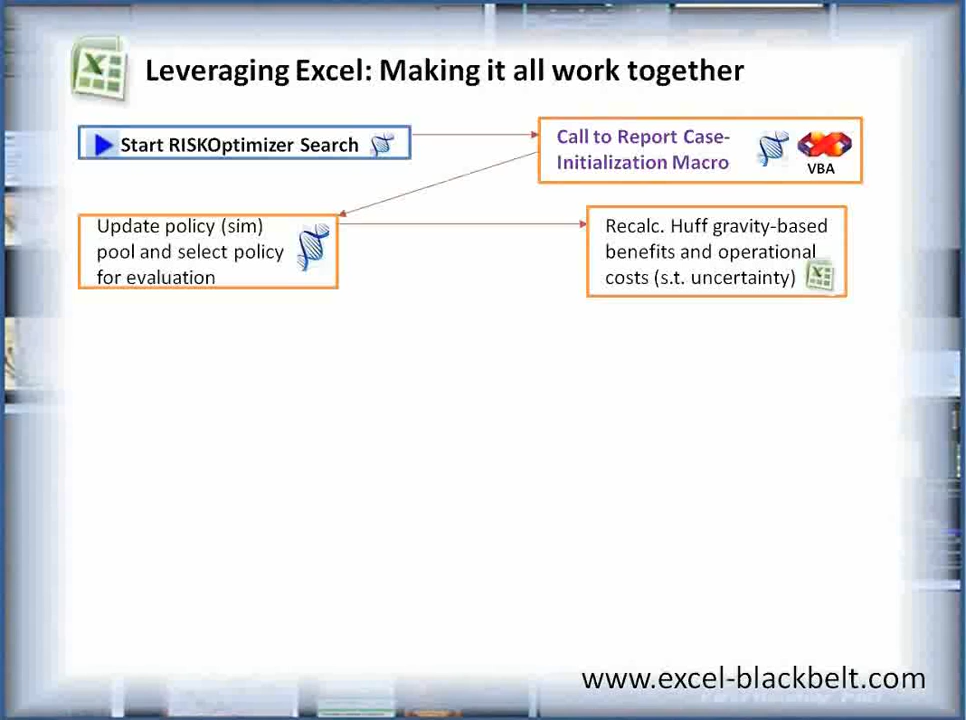 Leveraging Excel: Making it all work together
Start RISKOptimizer Search
Call to Report Case-
Initialization Macro
VBA
Update policy (sim)
pool and select policy
for evaluation
Recalc. Huff gravity-based
benefits and operational
costs (s.t. uncertainty)
www.excel-blackbelt.com